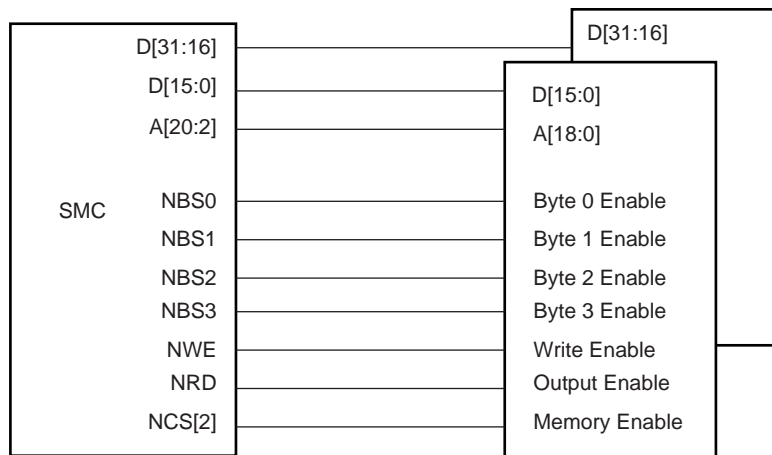 D[31:16] D[31:16]
D[15:0] D[15:0]
A[20:2] A[18:0]
SMC NBS0 Byte 0 Enable
NBS1 Byte 1 Enable
NBS2 Byte 2 Enable
NBS3 Byte 3 Enable
NWE Write Enable
NRD Output Enable
NCS[2] Memory Enable